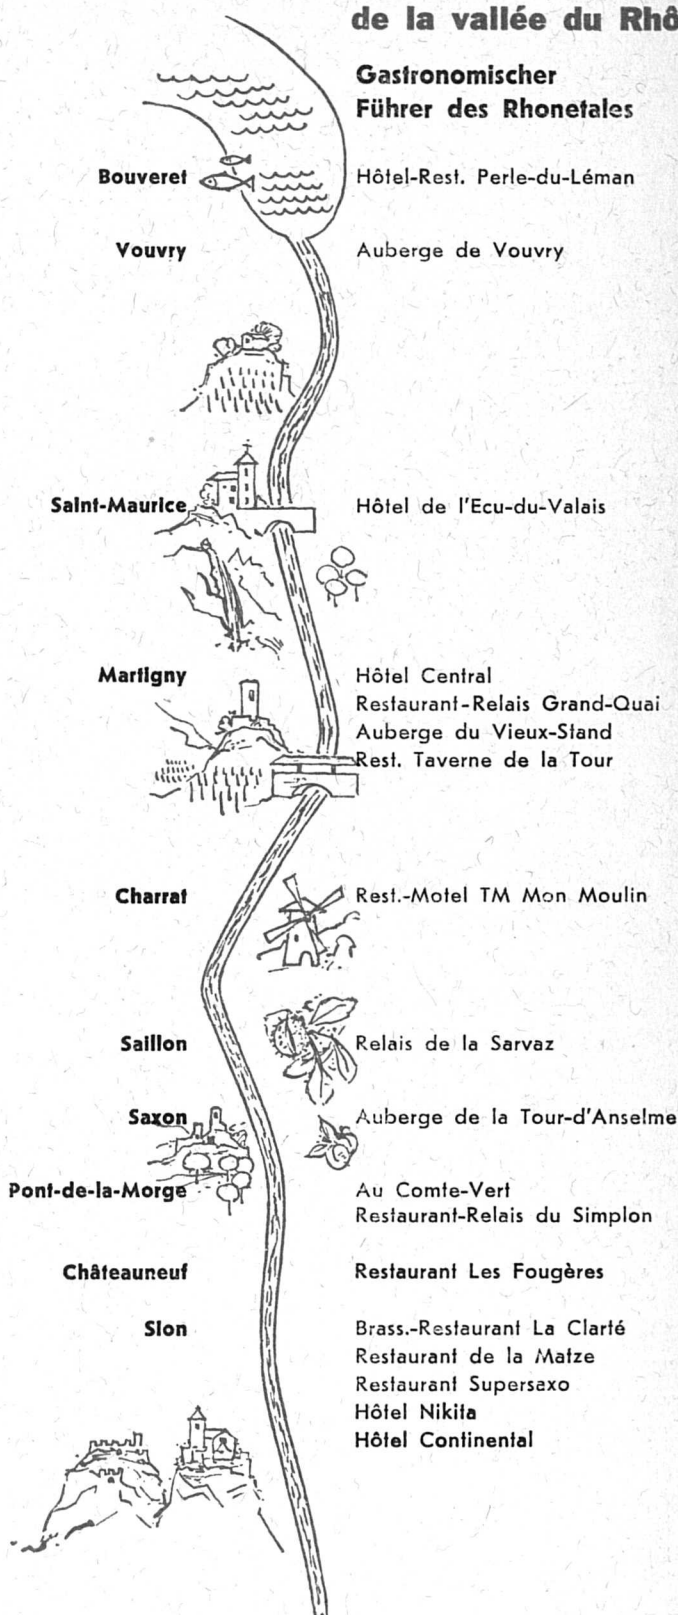 de la vallée du Rhô
Gastronomischer
Führer des Rhonetales
Bouveret Hôtel-Rest. Perle-du-Léman
Vouvry Auberge de Vouvry
Saint-Maurice Hôtel de l'Ecu-du-Valais
Martigny Hôtel Central
Restaurant-Relais Grand-Quai
Auberge du Vieux-Stand
Rest. Taverne de la Tour
Charrat Rest.-Motel TM Mon Moulin
Saillon Relais de la Sarvaz
Saxon Auberge de la Tour-d'Anselme
Pont-de-la-Morge Au Comte-Vert
Restaurant-Relais du Simplon
Châteauneuf Restaurant Les Fougères
Sion Brass.-Restaurant La Clarté
Restaurant de la Matze
Restaurant Supersaxo
Hôtel Nikita
Hôtel Continental